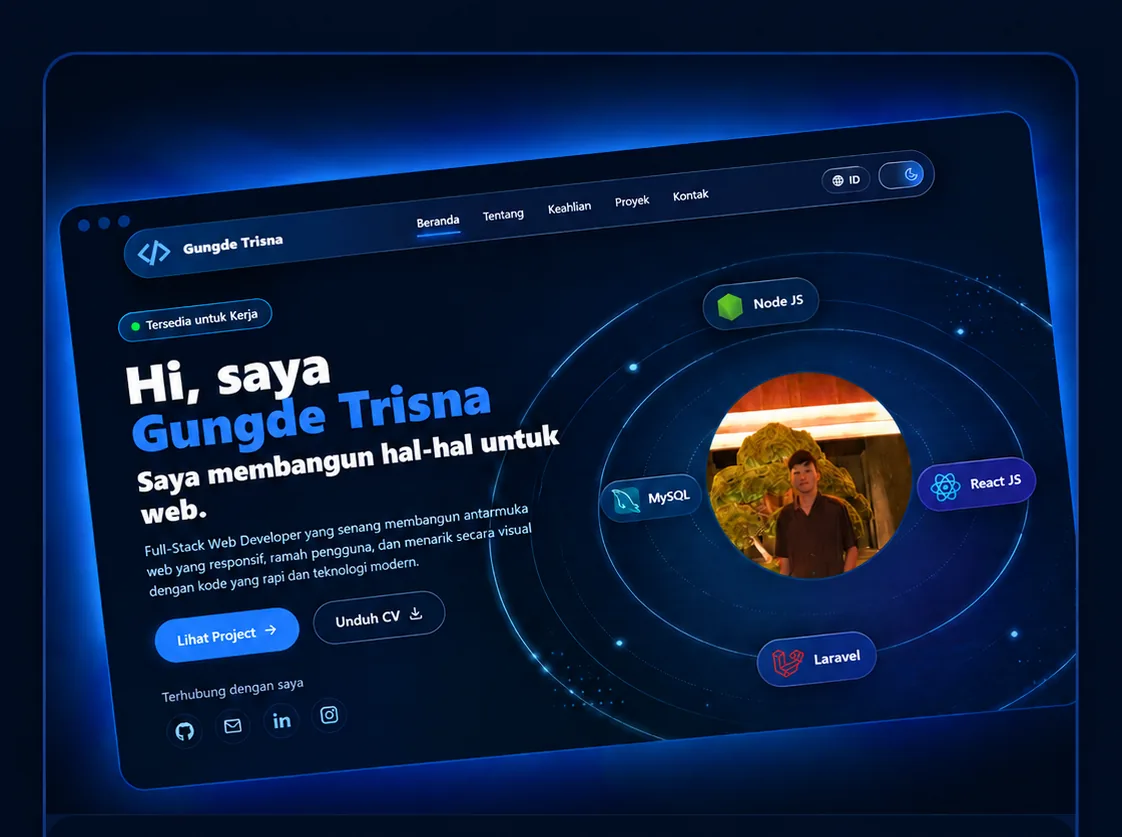 Gungde Trisna
Beranda
Tentang
Keahlian
Proyek
Kontak
ID
Tersedia untuk Kerja
Hi, saya
Gungde Trisna
Saya membangun hal-hal untuk
web.
Full-Stack Web Developer yang senang membangun antarmuka
web yang responsif, ramah pengguna, dan menarik secara visual
dengan kode yang rapi dan teknologi modern.
Lihat Project
Unduh CV
Terhubung dengan saya
in
Node JS
MySQL
React JS
Laravel